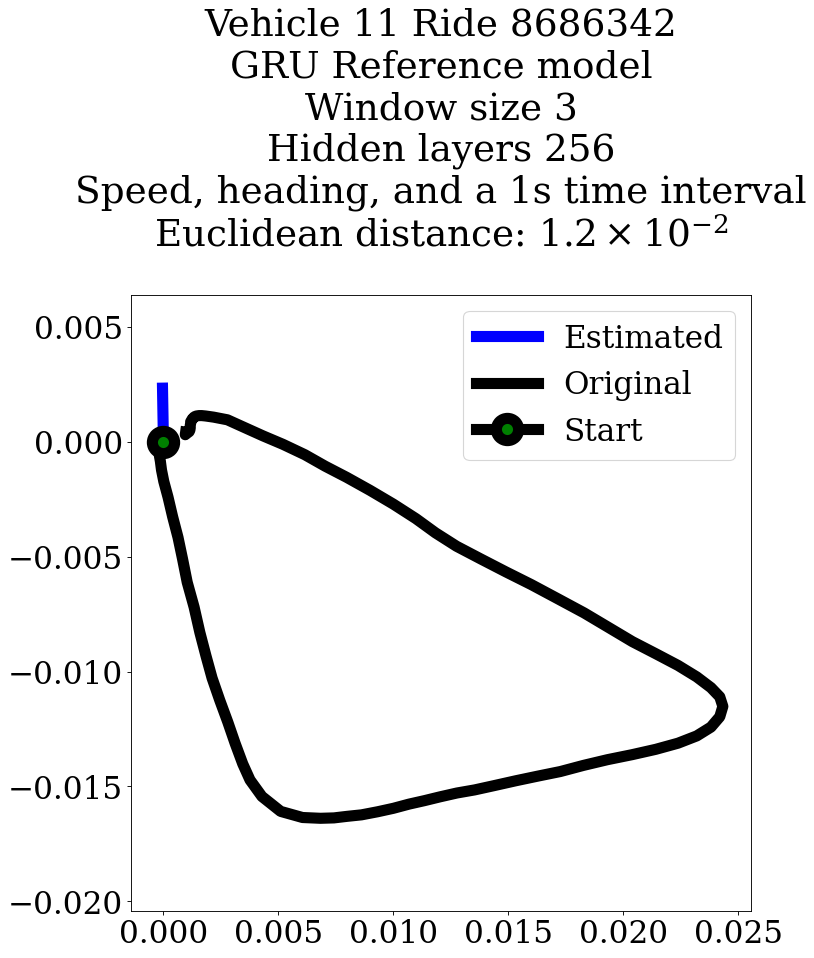 Vehicle 11 Ride 8686342
GRU Reference model
Window size 3
Hidden layers 256
Speed, heading, and a 1s time interval
Euclidean distance: 1.2 × 10⁻²
Estimated
Original
Start
0.005
0.000
−0.005
−0.010
−0.015
−0.020
0.000 0.005 0.010 0.015 0.020 0.025